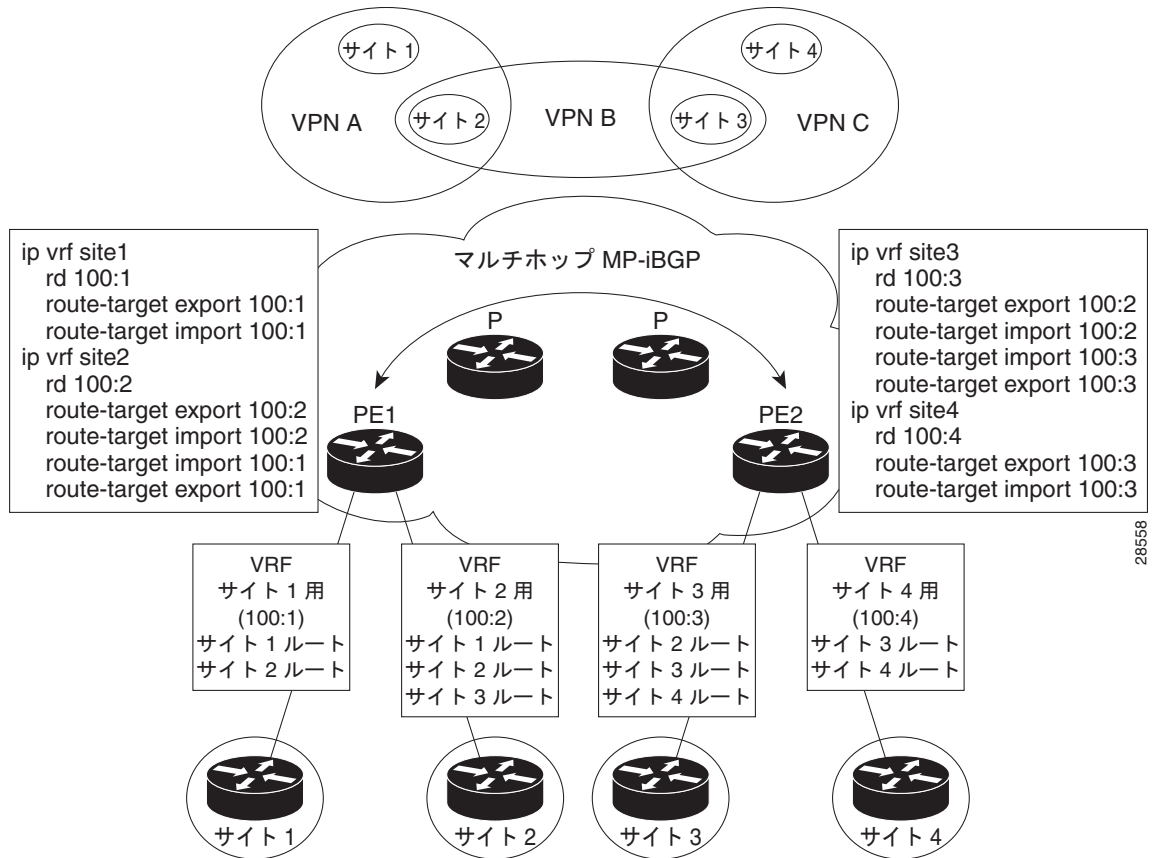 サイト 1
サイト 4
VPN A
サイト 2
VPN B
サイト 3
VPN C
ip vrf site1
rd 100:1
route-target export 100:1
route-target import 100:1
ip vrf site2
rd 100:2
route-target export 100:2
route-target import 100:2
route-target import 100:1
route-target export 100:1
マルチホップ MP-iBGP
P
P
PE1
PE2
ip vrf site3
rd 100:3
route-target export 100:2
route-target import 100:2
route-target import 100:3
route-target export 100:3
ip vrf site4
rd 100:4
route-target export 100:3
route-target import 100:3
28558
VRF
サイト 1 用
(100:1)
サイト 1 ルート
サイト 2 ルート
VRF
サイト 2 用
(100:2)
サイト 1 ルート
サイト 2 ルート
サイト 3 ルート
VRF
サイト 3 用
(100:3)
サイト 2 ルート
サイト 3 ルート
サイト 4 ルート
VRF
サイト 4 用
(100:4)
サイト 3 ルート
サイト 4 ルート
サイト 1
サイト 2
サイト 3
サイト 4